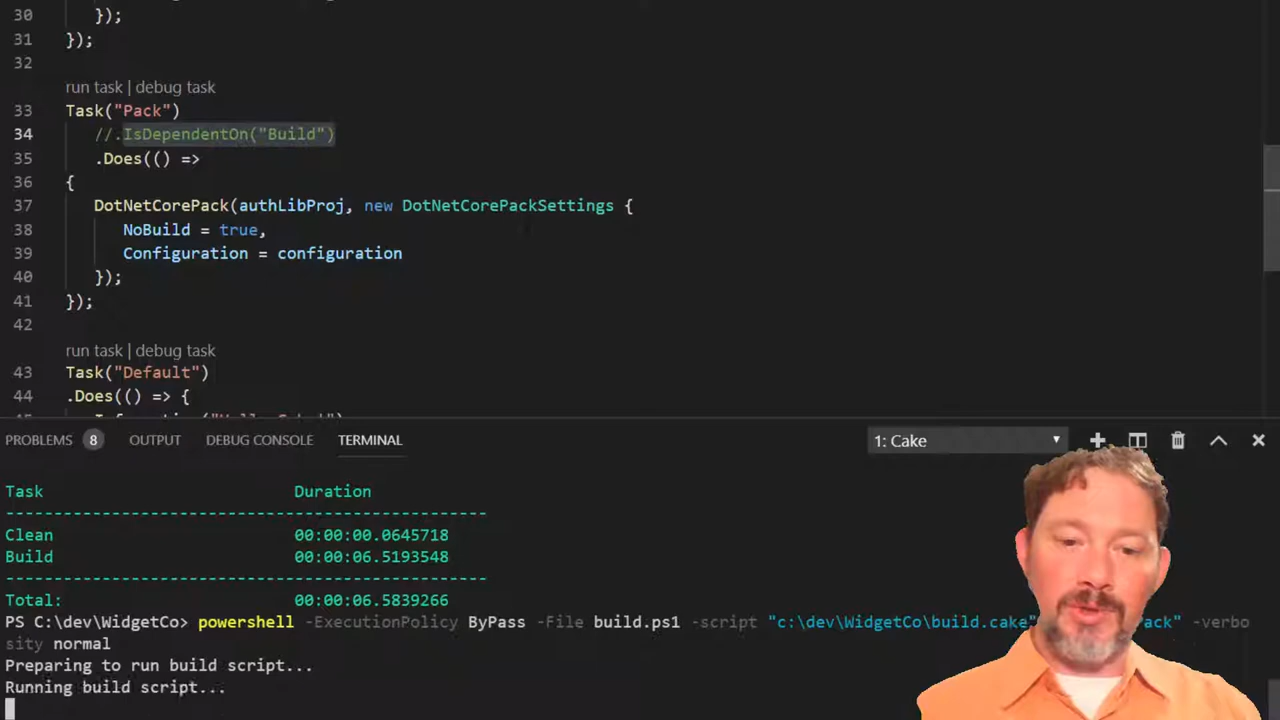 30 });
31 });
32
run task | debug task
33 Task("Pack")
34 //.IsDependentOn("Build")
35 .Does(() =>
36 {
37 DotNetCorePack(authLibProj, new DotNetCorePackSettings {
38 NoBuild = true,
39 Configuration = configuration
40 });
41 });
42
run task | debug task
43 Task("Default")
44 .Does(() => {
PROBLEMS 8 OUTPUT DEBUG CONSOLE TERMINAL 1: Cake
Task Duration
--------------------------------------------------
Clean 00:00:00.0645718
Build 00:00:06.5193548
--------------------------------------------------
Total: 00:00:06.5839266
PS C:\dev\WidgetCo> powershell -ExecutionPolicy ByPass -File build.ps1 -script "c:\dev\WidgetCo\build.cake" ack" -verbo
sity normal
Preparing to run build script...
Running build script...